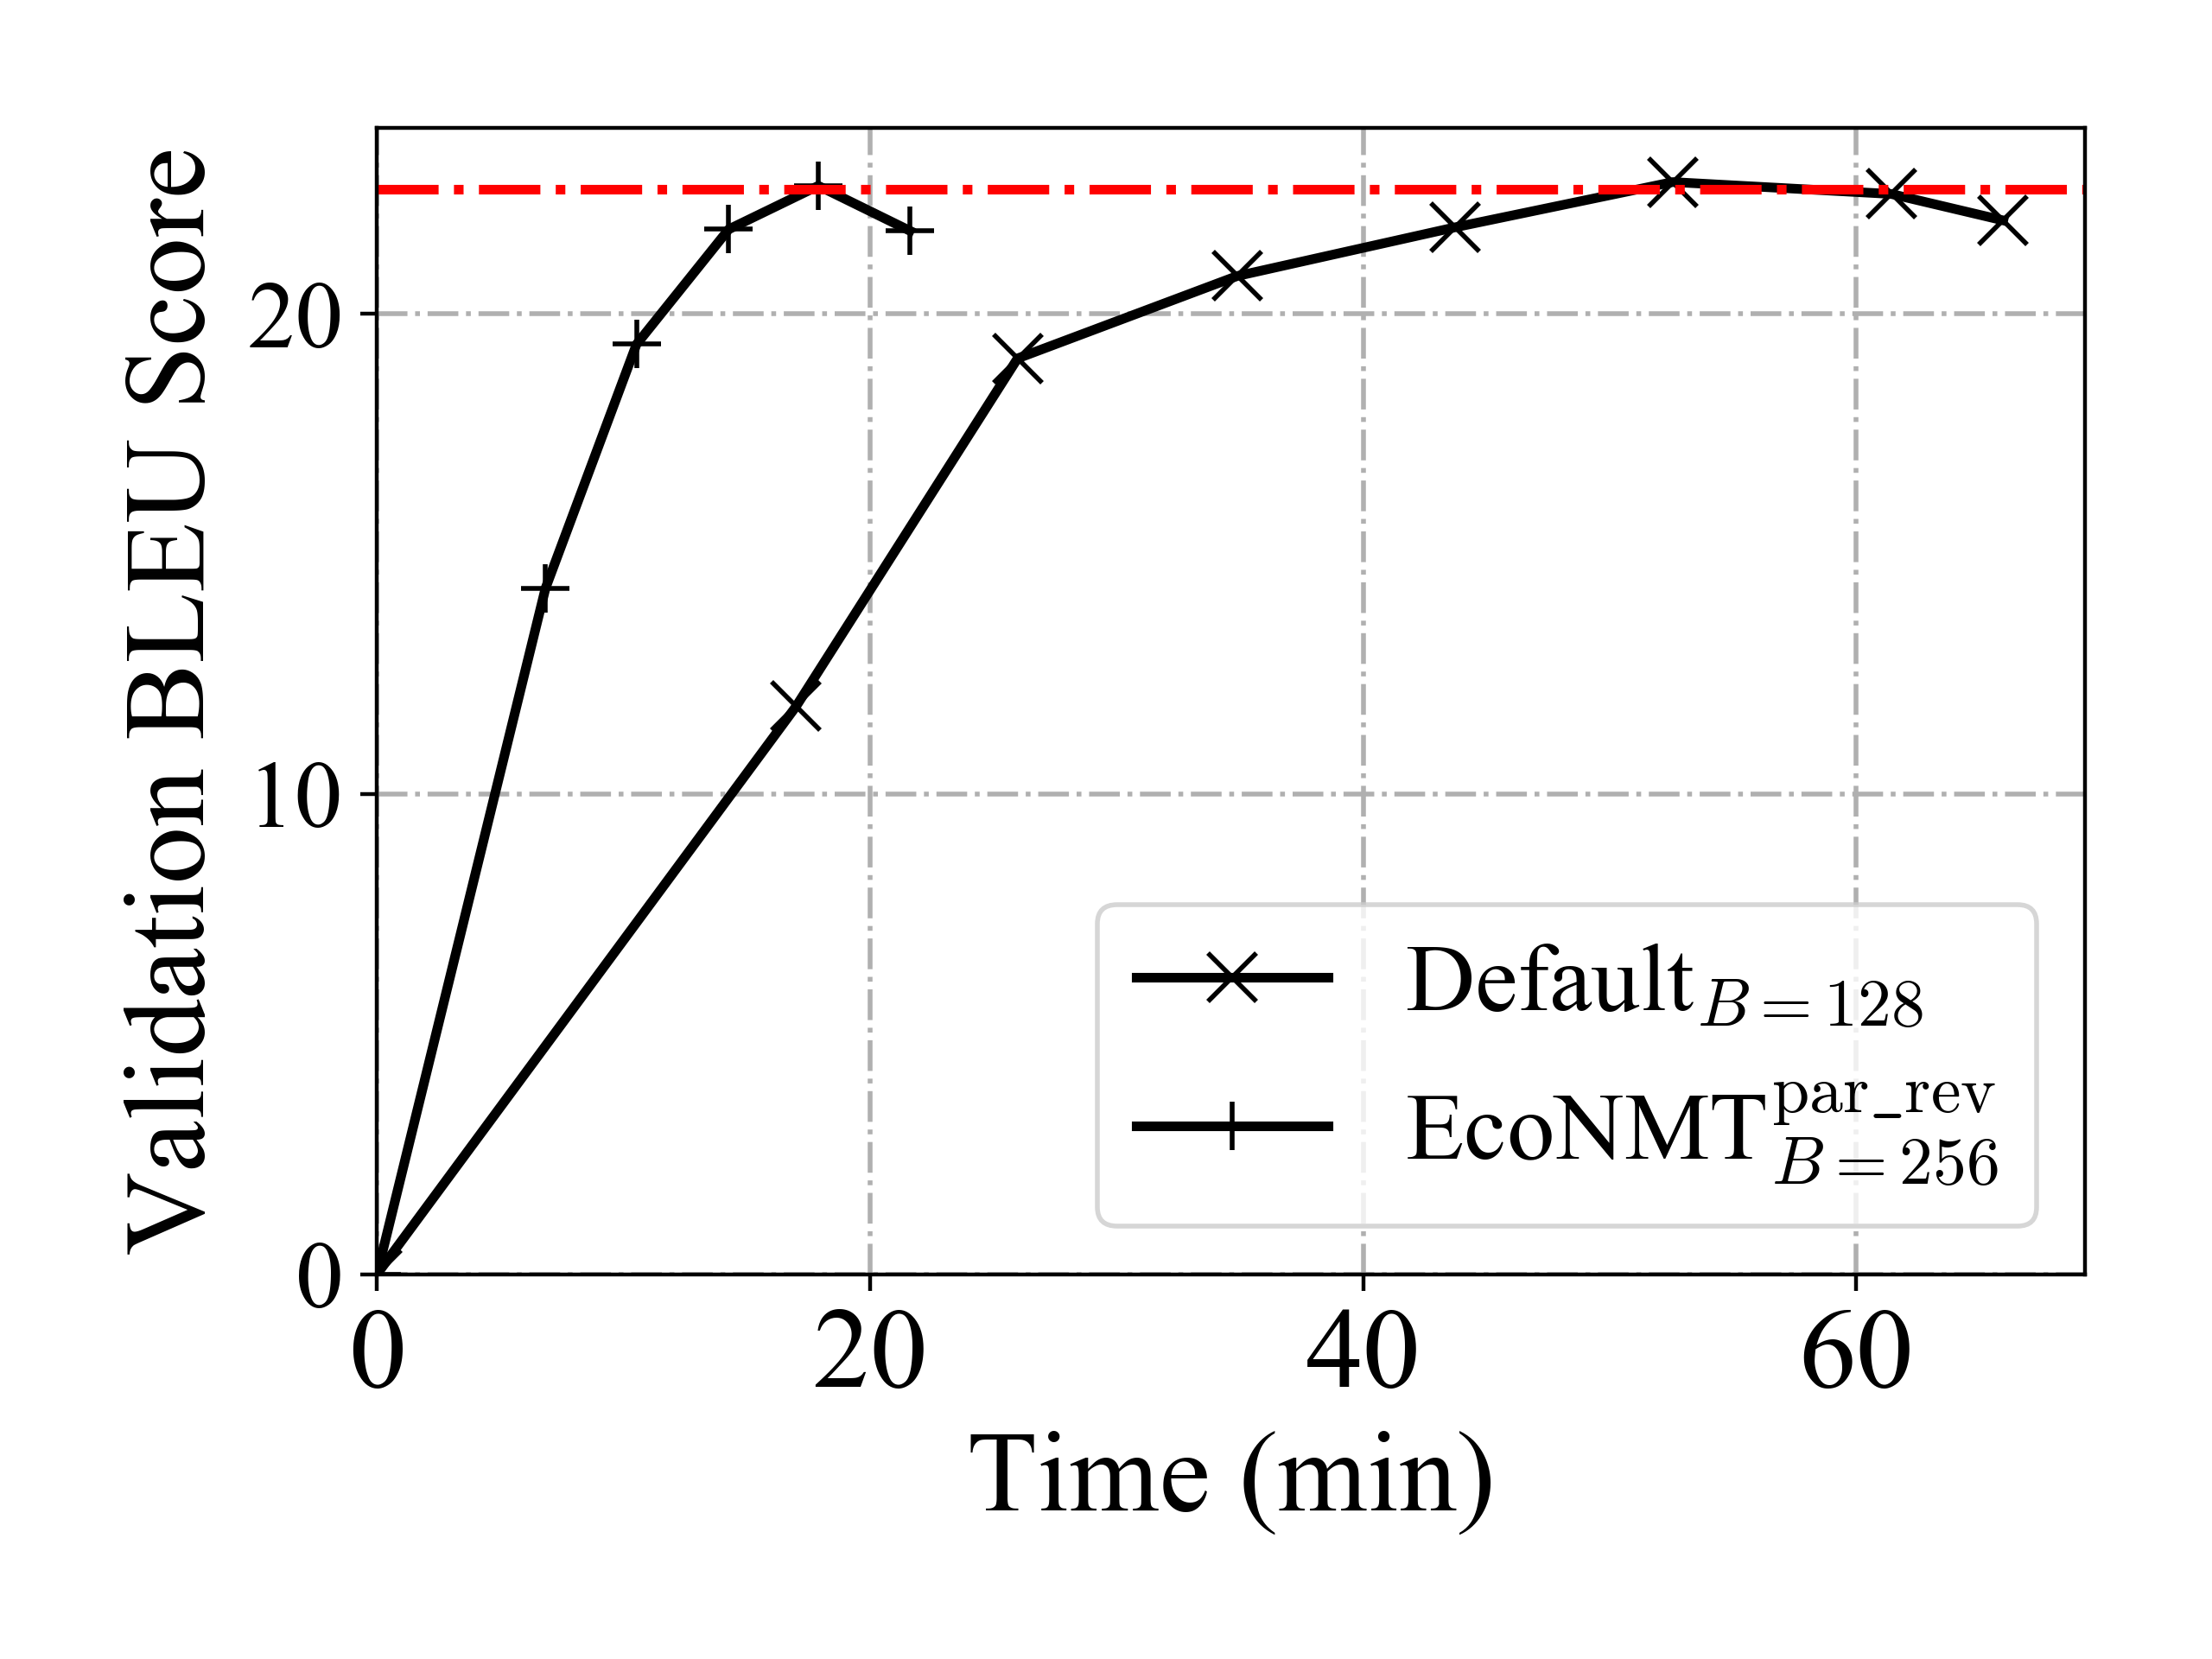 Validation BLEU Score
20
10
0
0 20 40 60
Time (min)
Default_{B=128}
EcoNMT^{par_rev}_{B=256}